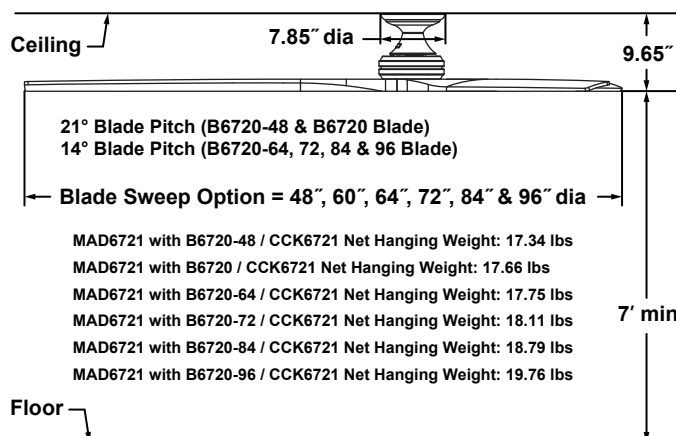 Ceiling
7.85″ dia
9.65″
21° Blade Pitch (B6720-48 & B6720 Blade)
14° Blade Pitch (B6720-64, 72, 84 & 96 Blade)
Blade Sweep Option = 48″, 60″, 64″, 72″, 84″ & 96″ dia
MAD6721 with B6720-48 / CCK6721 Net Hanging Weight: 17.34 lbs
MAD6721 with B6720 / CCK6721 Net Hanging Weight: 17.66 lbs
MAD6721 with B6720-64 / CCK6721 Net Hanging Weight: 17.75 lbs
MAD6721 with B6720-72 / CCK6721 Net Hanging Weight: 18.11 lbs
MAD6721 with B6720-84 / CCK6721 Net Hanging Weight: 18.79 lbs
MAD6721 with B6720-96 / CCK6721 Net Hanging Weight: 19.76 lbs
7′ min
Floor